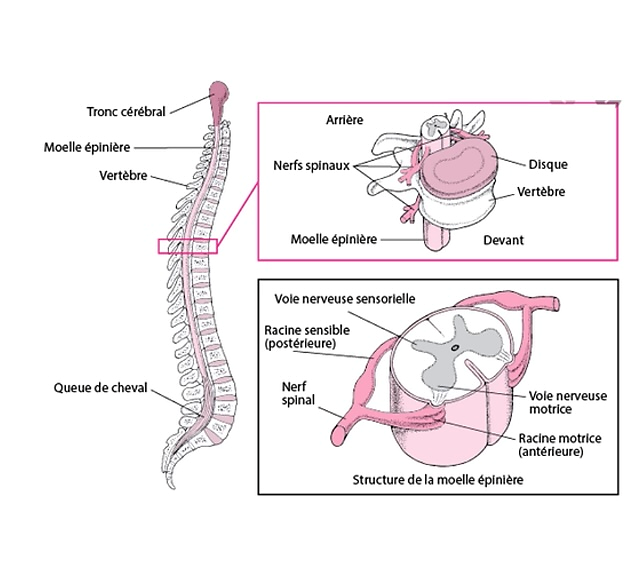 Tronc cérébral
Moelle épinière
Vertèbre
Queue de cheval
Arrière
Nerfs spinaux
Disque
Vertèbre
Moelle épinière
Devant
Voie nerveuse sensorielle
Racine sensible
(postérieure)
Nerf
spinal
Voie nerveuse
motrice
Racine motrice
(antérieure)
Structure de la moelle épinière